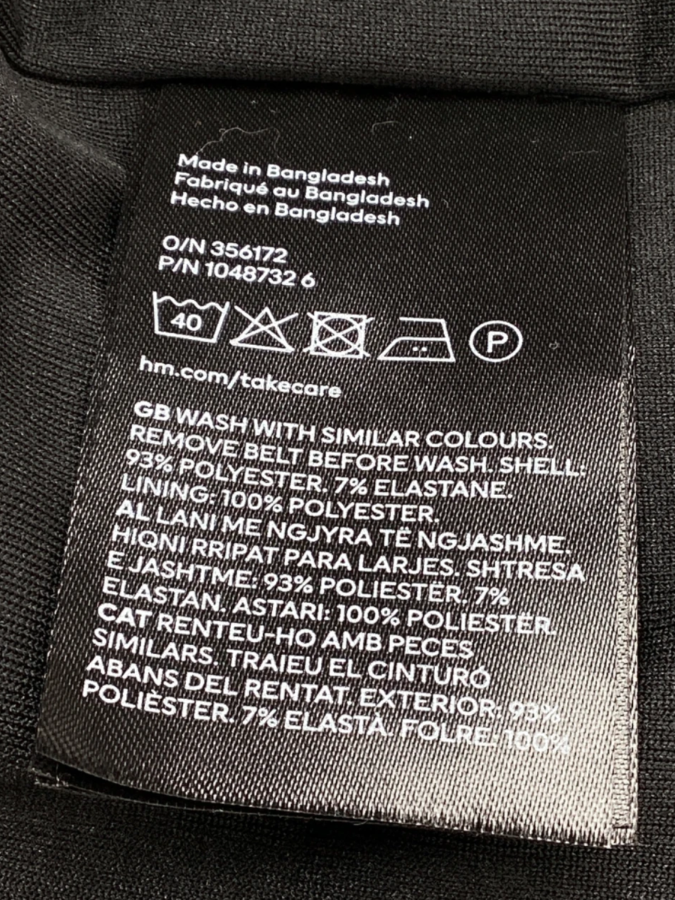 Made in Bangladesh
Fabriqué au Bangladesh
Hecho en Bangladesh
O/N 356172
P/N 1048732 6
40 P
hm.com/takecare
GB WASH WITH SIMILAR COLOURS.
REMOVE BELT BEFORE WASH. SHELL:
93% POLYESTER. 7% ELASTANE.
LINING: 100% POLYESTER.
AL LANI ME NGJYRA TË NGJASHME.
HIQNI RRIPAT PARA LARJES. SHTRESA
E JASHTME: 93% POLIESTER. 7%
ELASTAN. ASTARI: 100% POLIESTER.
CAT RENTEU-HO AMB PECES
SIMILARS. TRAIEU EL CINTURÓ
ABANS DEL RENTAT. EXTERIOR: 93%
POLIÈSTER. 7% ELASTÀ. FOLRE: 100%